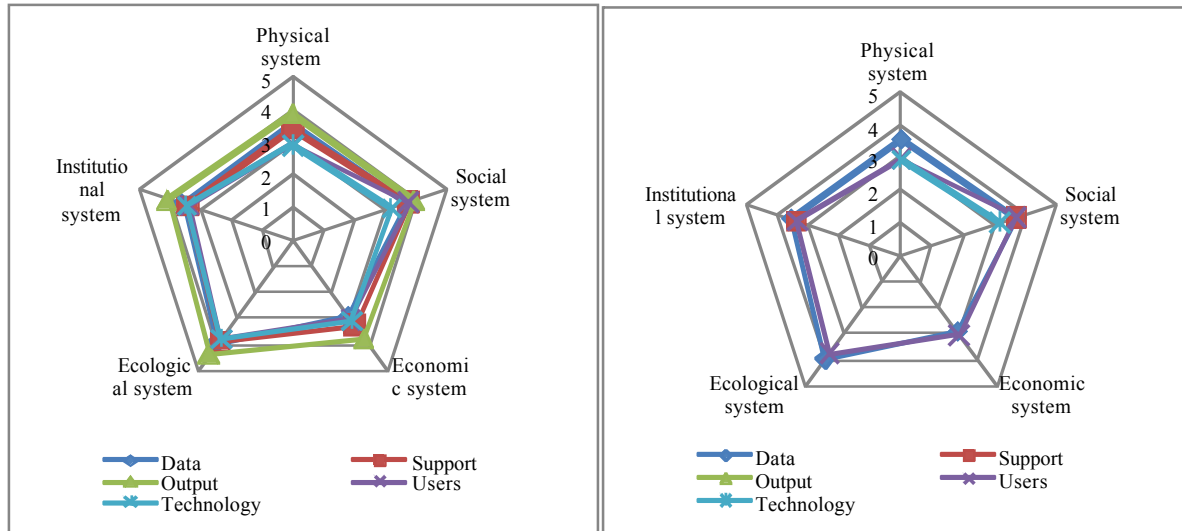 Physical
system
5
4
3
2
1
0
Social
system
Economi
c system
Ecologic
al system
Institutio
nal
system
Data
Support
Output
Users
Technology
Physical
system
5
4
3
2
1
0
Social
system
Economic
system
Ecological
system
Institutiona
l system
Data
Support
Output
Users
Technology